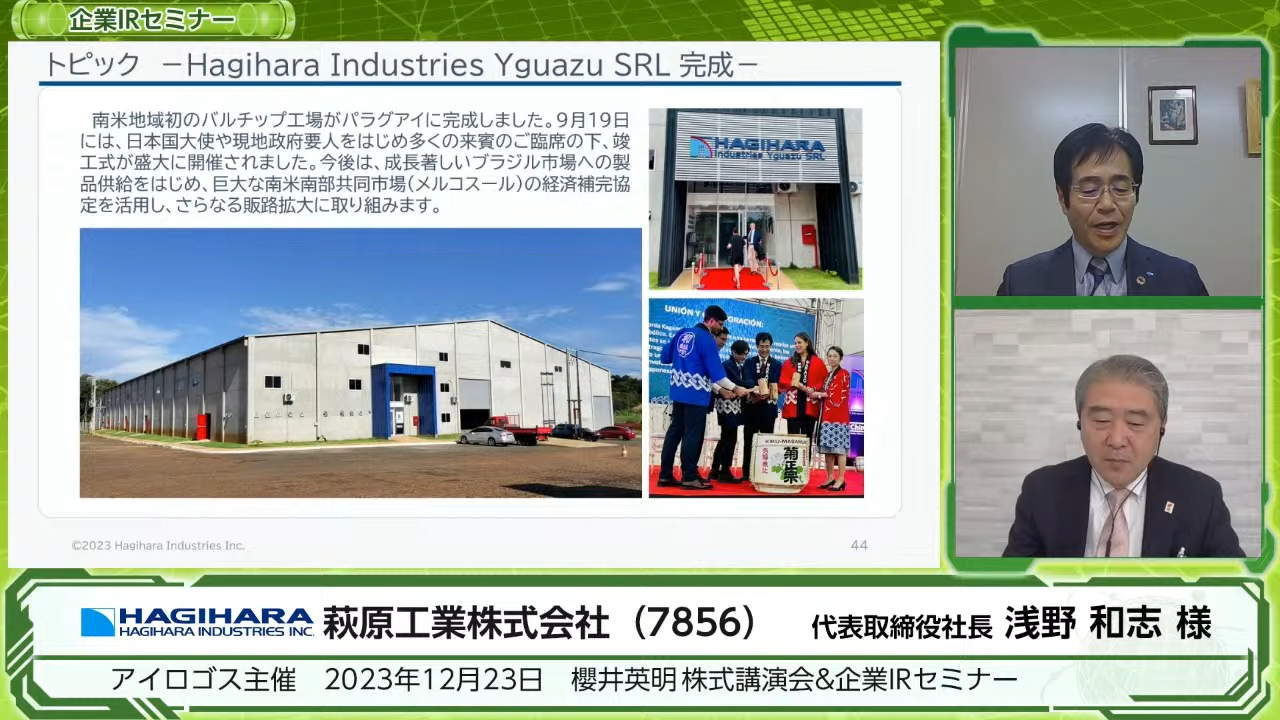 企業IRセミナー
トピック －Hagihara Industries Yguazu SRL 完成－
南米地域初のバルチップ工場がパラグアイに完成しました。9月19日
には、日本国大使や現地政府要人をはじめ多くの来賓のご臨席の下、竣
工式が盛大に開催されました。今後は、成長著しいブラジル市場への製
品供給をはじめ、巨大な南米南部共同市場(メルコスール)の経済補完協
定を活用し、さらなる販路拡大に取り組みます。
HAGIHARA
Industries Yguazu SRL
UNIÓN Y
ORACIÓN:
KIKU-MASAMUNE
菊正宗
©2023 Hagihara Industries Inc.
44
HAGIHARA
HAGIHARA INDUSTRIES INC.
萩原工業株式会社（7856） 代表取締役社長 浅野 和志 様
アイロゴス主催 2023年12月23日 櫻井英明 株式講演会&企業IRセミナー